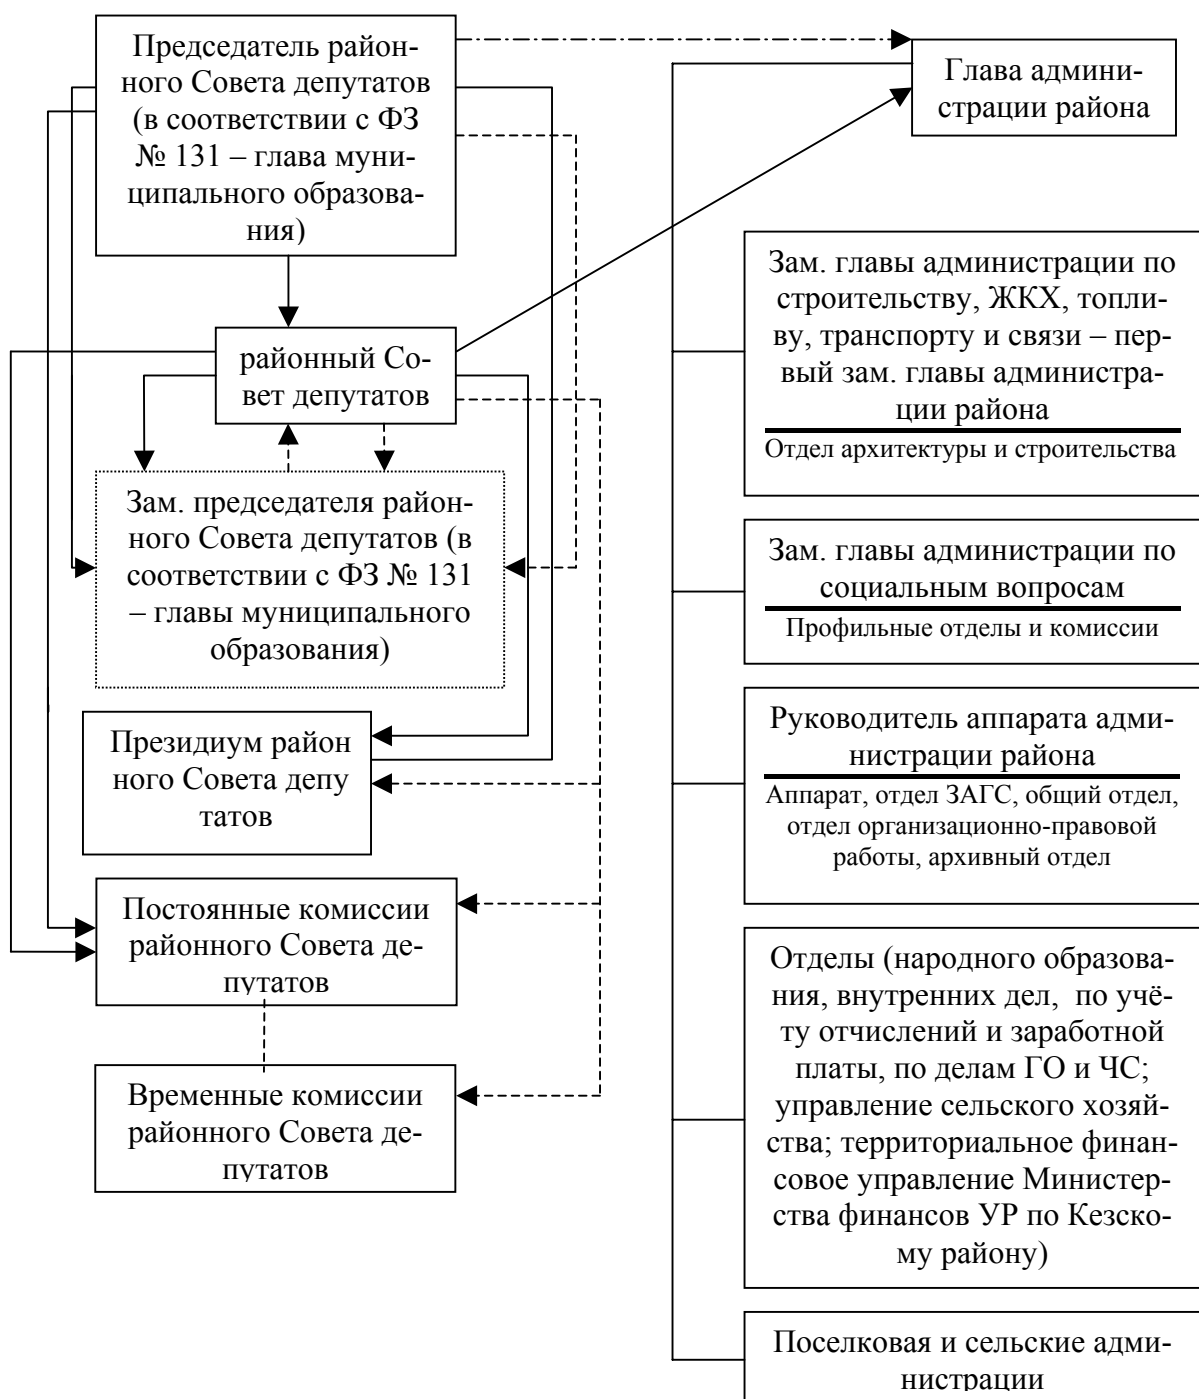 Председатель район-
ного Совета депутатов
(в соответствии с ФЗ
№ 131 – глава муни-
ципального образова-
ния)
Глава админи-
страции района
районный Со-
вет депутатов
Зам. председателя район-
ного Совета депутатов (в
соответствии с ФЗ № 131
– главы муниципального
образования)
Президиум район
ного Совета депу
татов
Постоянные комиссии
районного Совета де-
путатов
Временные комиссии
районного Совета де-
путатов
Зам. главы администрации по
строительству, ЖКХ, топли-
ву, транспорту и связи – пер-
вый зам. главы администра-
ции района
Отдел архитектуры и строительства
Зам. главы администрации по
социальным вопросам
Профильные отделы и комиссии
Руководитель аппарата адми-
нистрации района
Аппарат, отдел ЗАГС, общий отдел,
отдел организационно-правовой
работы, архивный отдел
Отделы (народного образова-
ния, внутренних дел, по учё-
ту отчислений и заработной
платы, по делам ГО и ЧС;
управление сельского хозяй-
ства; территориальное финан-
совое управление Министер-
ства финансов УР по Кезско-
му району)
Поселковая и сельские адми-
нистрации